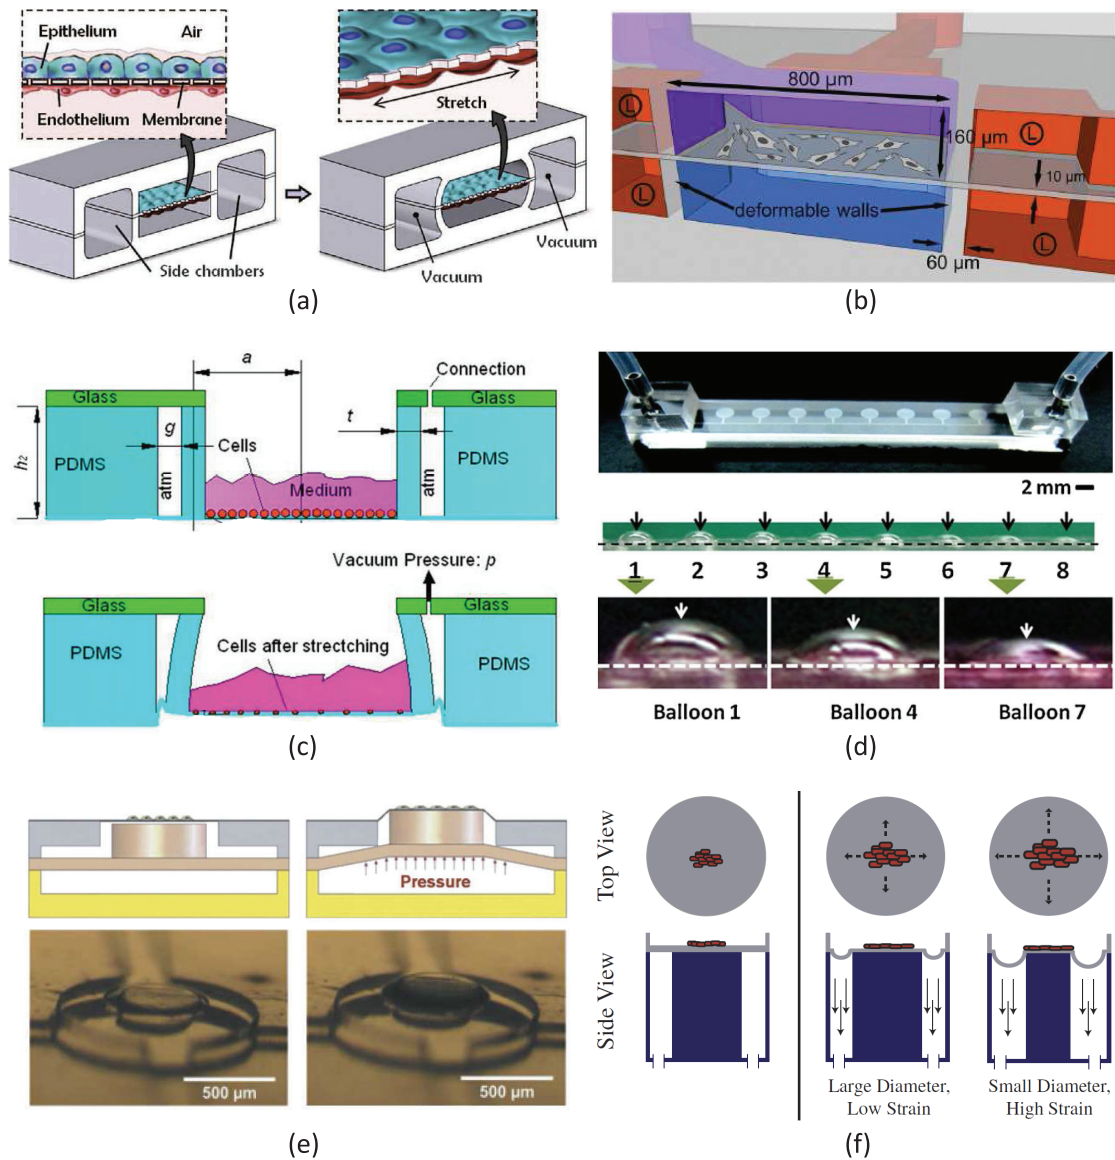 Epithelium
Air
Endothelium
Membrane
Side chambers
Stretch
Vacuum
Vacuum
(a)
800 µm
160 µm
10 µm
deformable walls
60 µm
L
L
L
L
(b)
a
Connection
Glass
Glass
h2
g
t
Cells
PDMS
PDMS
atm
atm
Medium
Vacuum Pressure: p
Glass
Glass
PDMS
PDMS
Cells after strectching
(c)
2 mm
1 2 3 4 5 6 7 8
Balloon 1
Balloon 4
Balloon 7
(d)
Pressure
500 µm
500 µm
(e)
Top View
Side View
Large Diameter,
Low Strain
Small Diameter,
High Strain
(f)